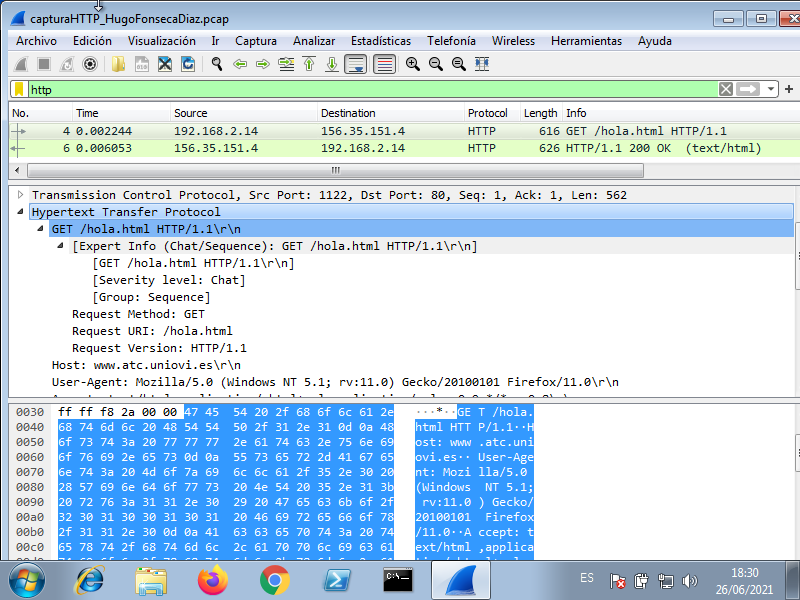 capturaHTTP_HugoFonsecaDiaz.pcap
Archivo Edición Visualización Ir Captura Analizar Estadísticas Telefonía Wireless Herramientas Ayuda
http
No. Time Source Destination Protocol Length Info
4 0.002244 192.168.2.14 156.35.151.4 HTTP 616 GET /hola.html HTTP/1.1
6 0.006053 156.35.151.4 192.168.2.14 HTTP 626 HTTP/1.1 200 OK (text/html)
Transmission Control Protocol, Src Port: 1122, Dst Port: 80, Seq: 1, Ack: 1, Len: 562
Hypertext Transfer Protocol
GET /hola.html HTTP/1.1\r\n
[Expert Info (Chat/Sequence): GET /hola.html HTTP/1.1\r\n]
[GET /hola.html HTTP/1.1\r\n]
[Severity level: Chat]
[Group: Sequence]
Request Method: GET
Request URI: /hola.html
Request Version: HTTP/1.1
Host: www.atc.uniovi.es\r\n
User-Agent: Mozilla/5.0 (Windows NT 5.1; rv:11.0) Gecko/20100101 Firefox/11.0\r\n
0030 ff ff f8 2a 00 00 47 45 54 20 2f 68 6f 6c 61 2e ···*··GE T /hola.
0040 68 74 6d 6c 20 48 54 54 50 2f 31 2e 31 0d 0a 48 html HTT P/1.1··H
0050 6f 73 74 3a 20 77 77 77 2e 61 74 63 2e 75 6e 69 ost: www .atc.uni
0060 6f 76 69 2e 65 73 0d 0a 55 73 65 72 2d 41 67 65 ovi.es·· User-Age
0070 6e 74 3a 20 4d 6f 7a 69 6c 6c 61 2f 35 2e 30 20 nt: Mozi lla/5.0
0080 28 57 69 6e 64 6f 77 73 20 4e 54 20 35 2e 31 3b (Windows NT 5.1;
0090 20 72 76 3a 31 31 2e 30 29 20 47 65 63 6b 6f 2f rv:11.0 ) Gecko/
00a0 32 30 31 30 30 31 30 31 20 46 69 72 65 66 6f 78 20100101 Firefox
00b0 2f 31 31 2e 30 0d 0a 41 63 63 65 70 74 3a 20 74 /11.0··A ccept: t
00c0 65 78 74 2f 68 74 6d 6c 2c 61 70 70 6c 69 63 61 ext/html ,applica
ES
18:30
26/06/2021